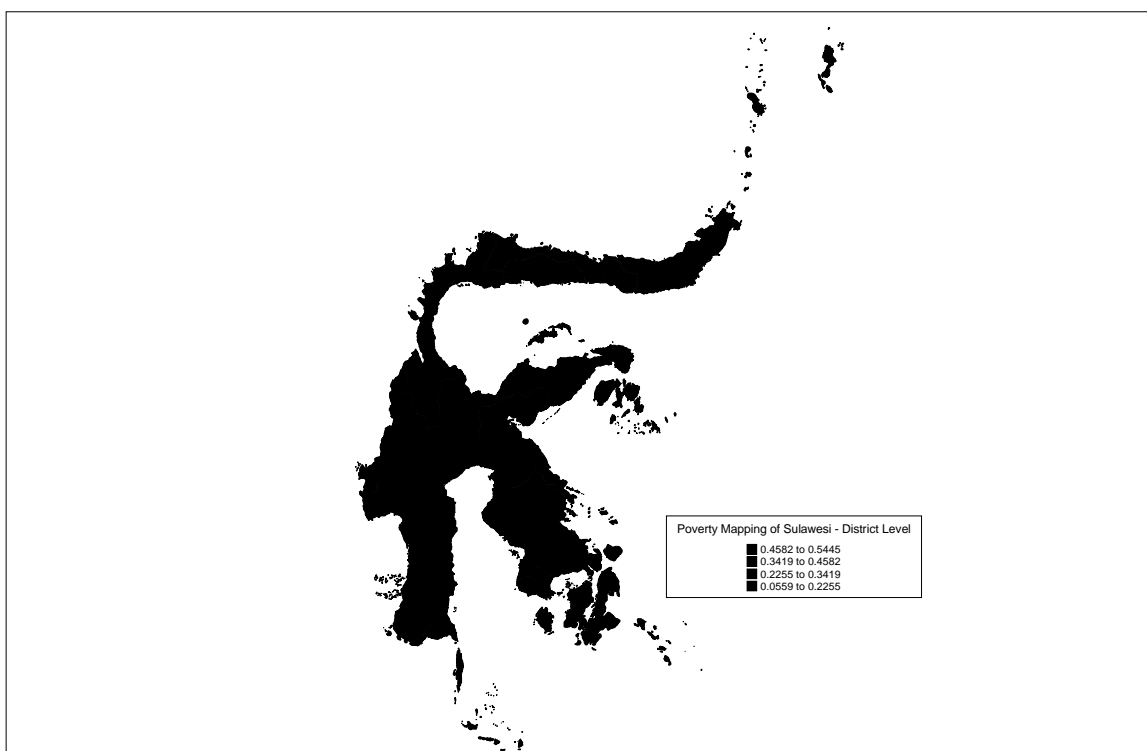 Poverty Mapping of Sulawesi - District Level
0.4582 to 0.5445
0.3419 to 0.4582
0.2255 to 0.3419
0.0559 to 0.2255